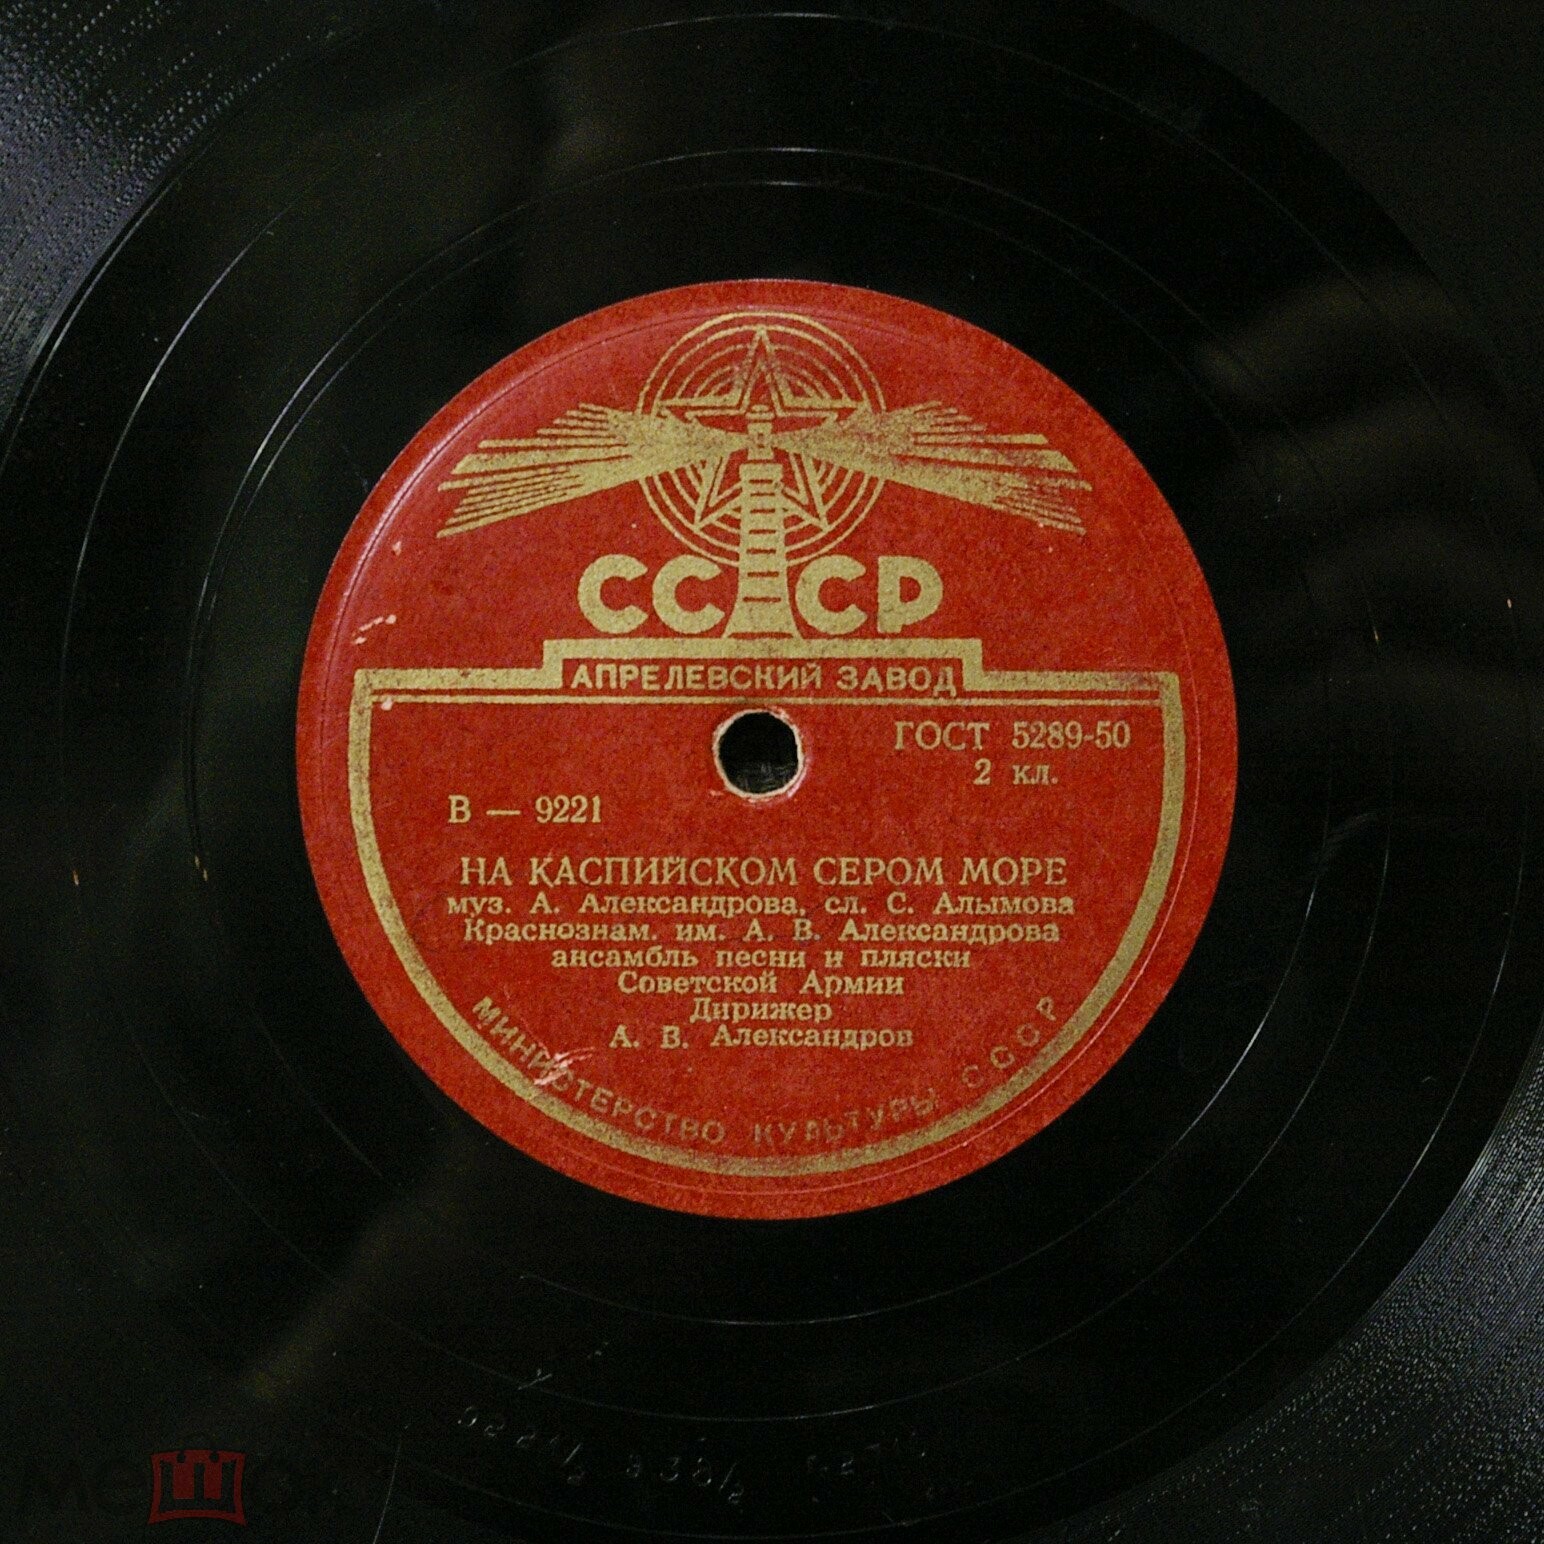 СССР
АПРЕЛЕВСКИЙ ЗАВОД
ГОСТ 5289-50
2 кл.
В — 9221
НА КАСПИЙСКОМ СЕРОМ МОРЕ
муз. А. Александрова, сл. С. Алымова
Краснознам. им. А. В. Александрова
ансамбль песни и пляски
Советской Армии
Дирижер
А. В. Александров
МИНИСТЕРСТВО КУЛЬТУРЫ СССР